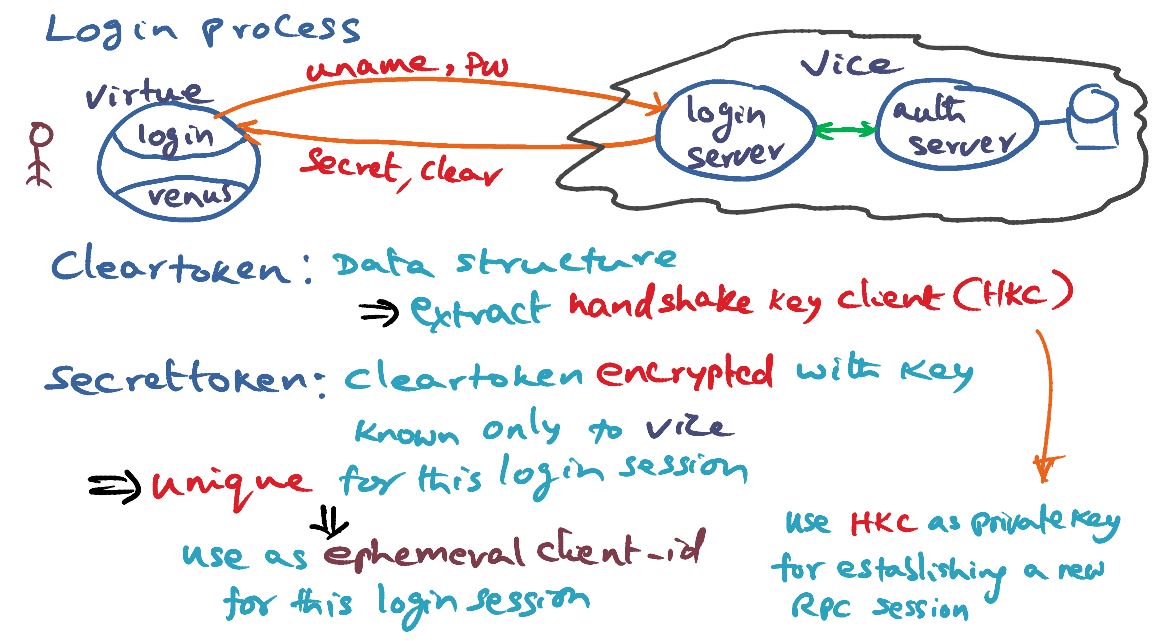 Login process
uname, pw
Vice
Virtue
login
login server
auth server
secret, clear
venus
Cleartoken: Data structure
⇒ extract handshake key client (HKC)
Secrettoken: cleartoken encrypted with key
known only to vice
⇒ unique for this login session
⇓
use as ephemeral client-id
for this login session
use HKC as private key
for establishing a new
RPC session